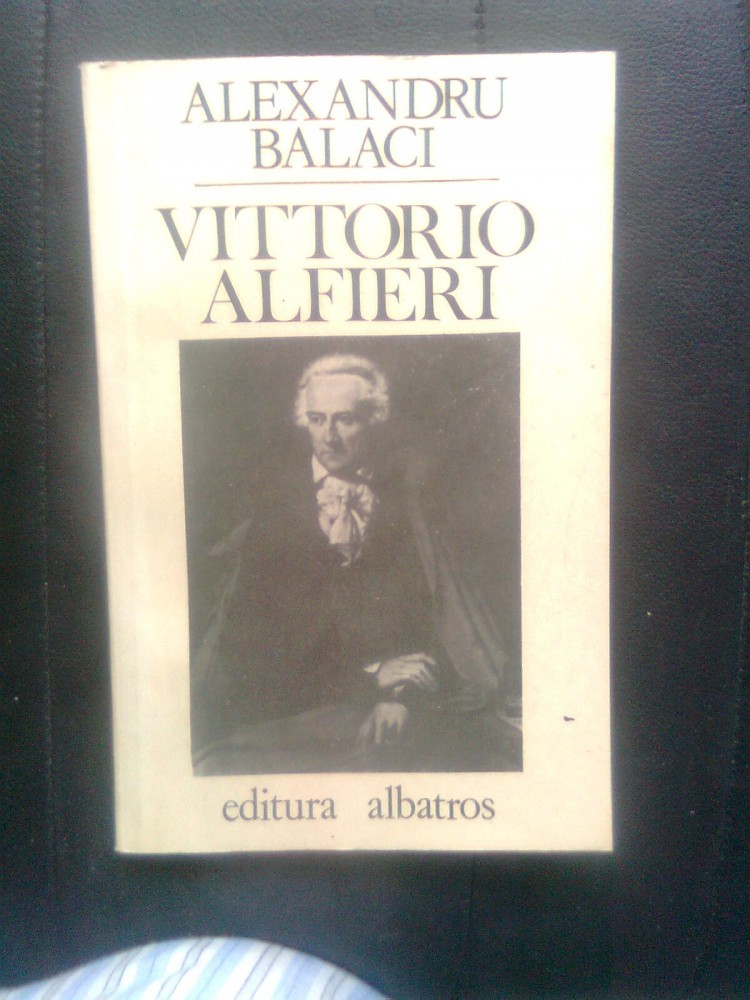 ALEXANDRU
BALACI
VITTORIO
ALFIERI
editura albatros